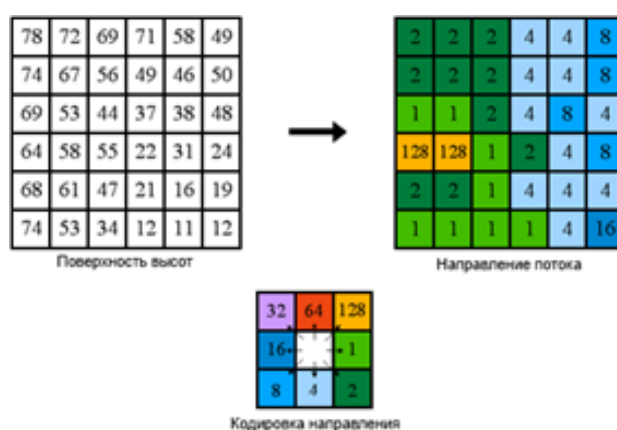 78 72 69 71 58 49 2 2 2 4 4 8
74 67 56 49 46 50 2 2 2 4 4 8
69 53 44 37 38 48 1 1 2 4 8 4
64 58 55 22 31 24 128 128 1 2 4 8
68 61 47 21 16 19 2 2 1 4 4 4
74 53 34 12 11 12 1 1 1 1 4 16
Поверхность высот Направление потока
32 64 128
16 1
8 4 2
Кодировка направления